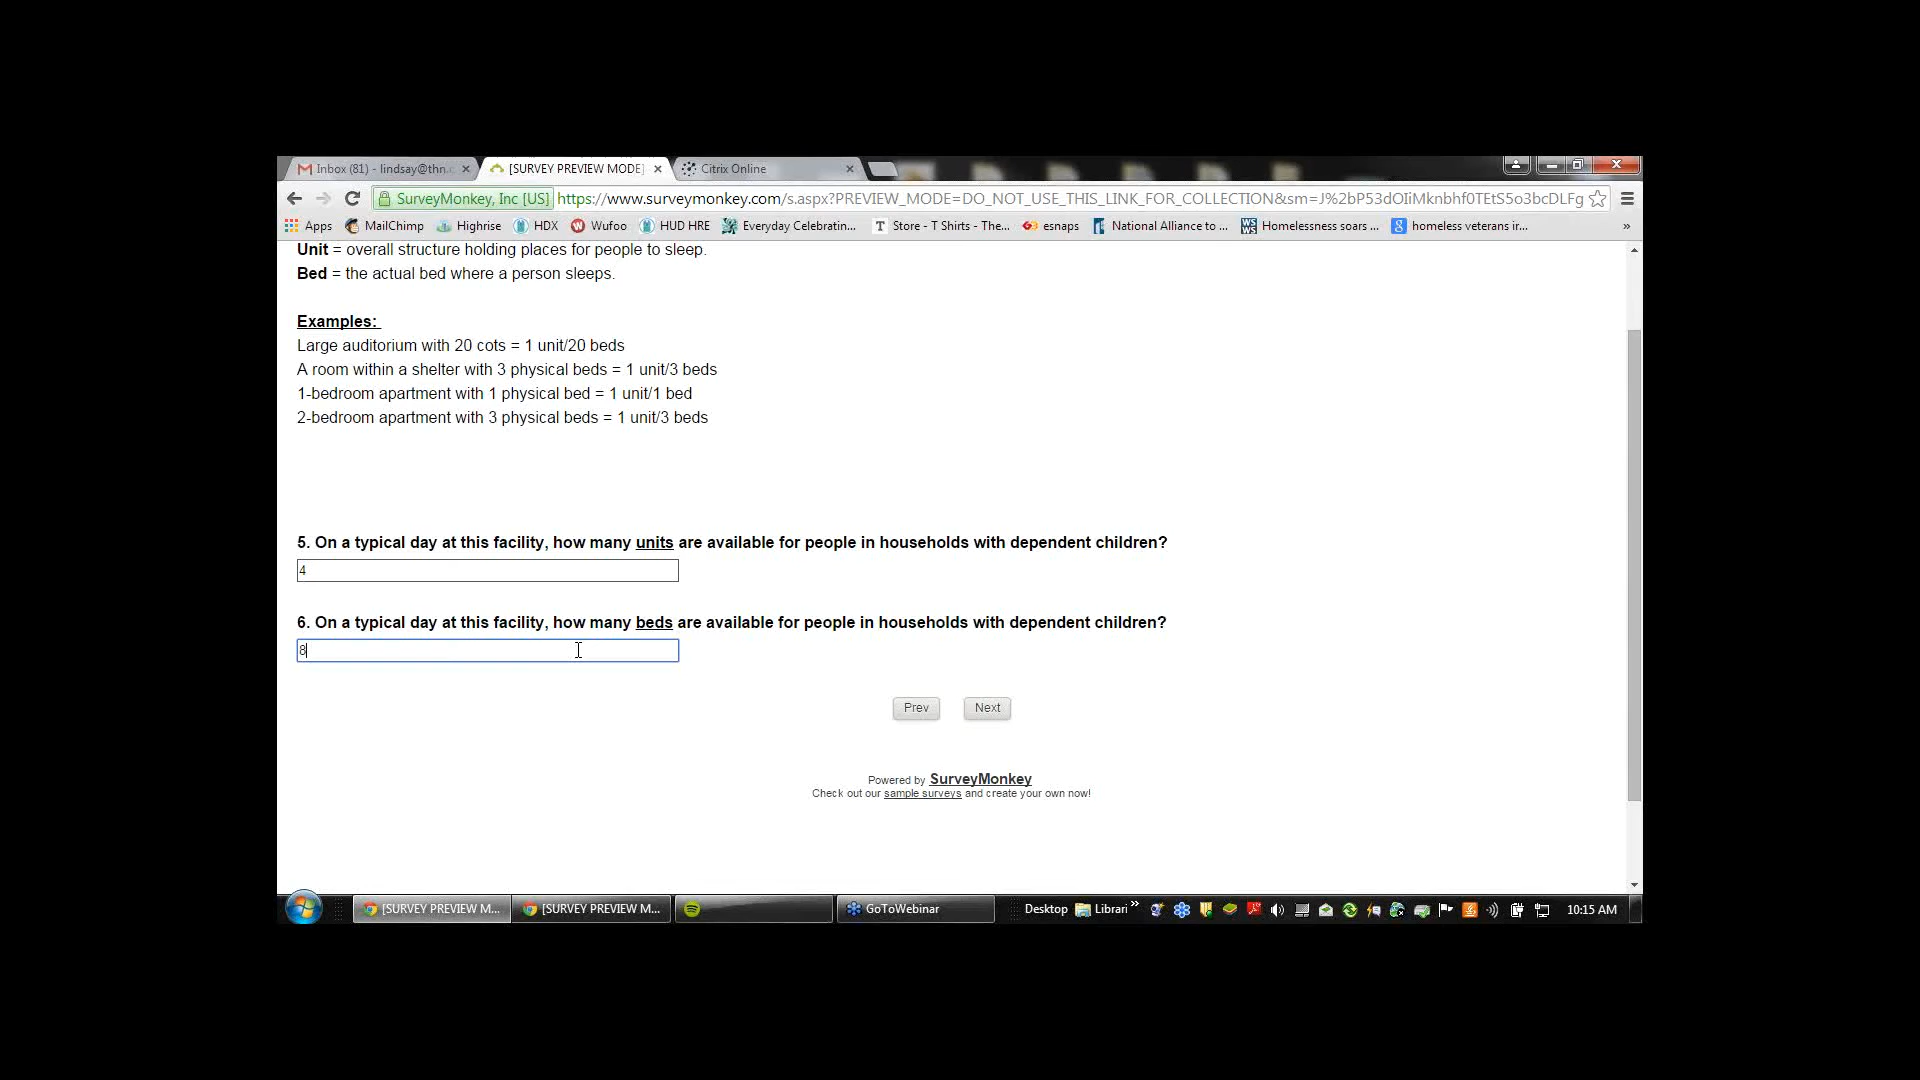 Inbox (81) - lindsay@thn.c
[SURVEY PREVIEW MODE]
Citrix Online
SurveyMonkey, Inc [US]
https://www.surveymonkey.com/s.aspx?PREVIEW_MODE=DO_NOT_USE_THIS_LINK_FOR_COLLECTION&sm=J%2bP53dOIiMknbhf0TEtS5o3bcDLFg
Apps
MailChimp
Highrise
HDX
Wufoo
HUD HRE
Everyday Celebratin...
T Store - T Shirts - The...
esnaps
National Alliance to ...
Homelessness soars ...
homeless veterans ir...
»
Unit = overall structure holding places for people to sleep.
Bed = the actual bed where a person sleeps.
Examples:
Large auditorium with 20 cots = 1 unit/20 beds
A room within a shelter with 3 physical beds = 1 unit/3 beds
1-bedroom apartment with 1 physical bed = 1 unit/1 bed
2-bedroom apartment with 3 physical beds = 1 unit/3 beds
5. On a typical day at this facility, how many units are available for people in households with dependent children?
4
6. On a typical day at this facility, how many beds are available for people in households with dependent children?
8
Prev
Next
Powered by SurveyMonkey
Check out our sample surveys and create your own now!
[SURVEY PREVIEW M...
[SURVEY PREVIEW M...
GoToWebinar
Desktop
Librari
»
10:15 AM